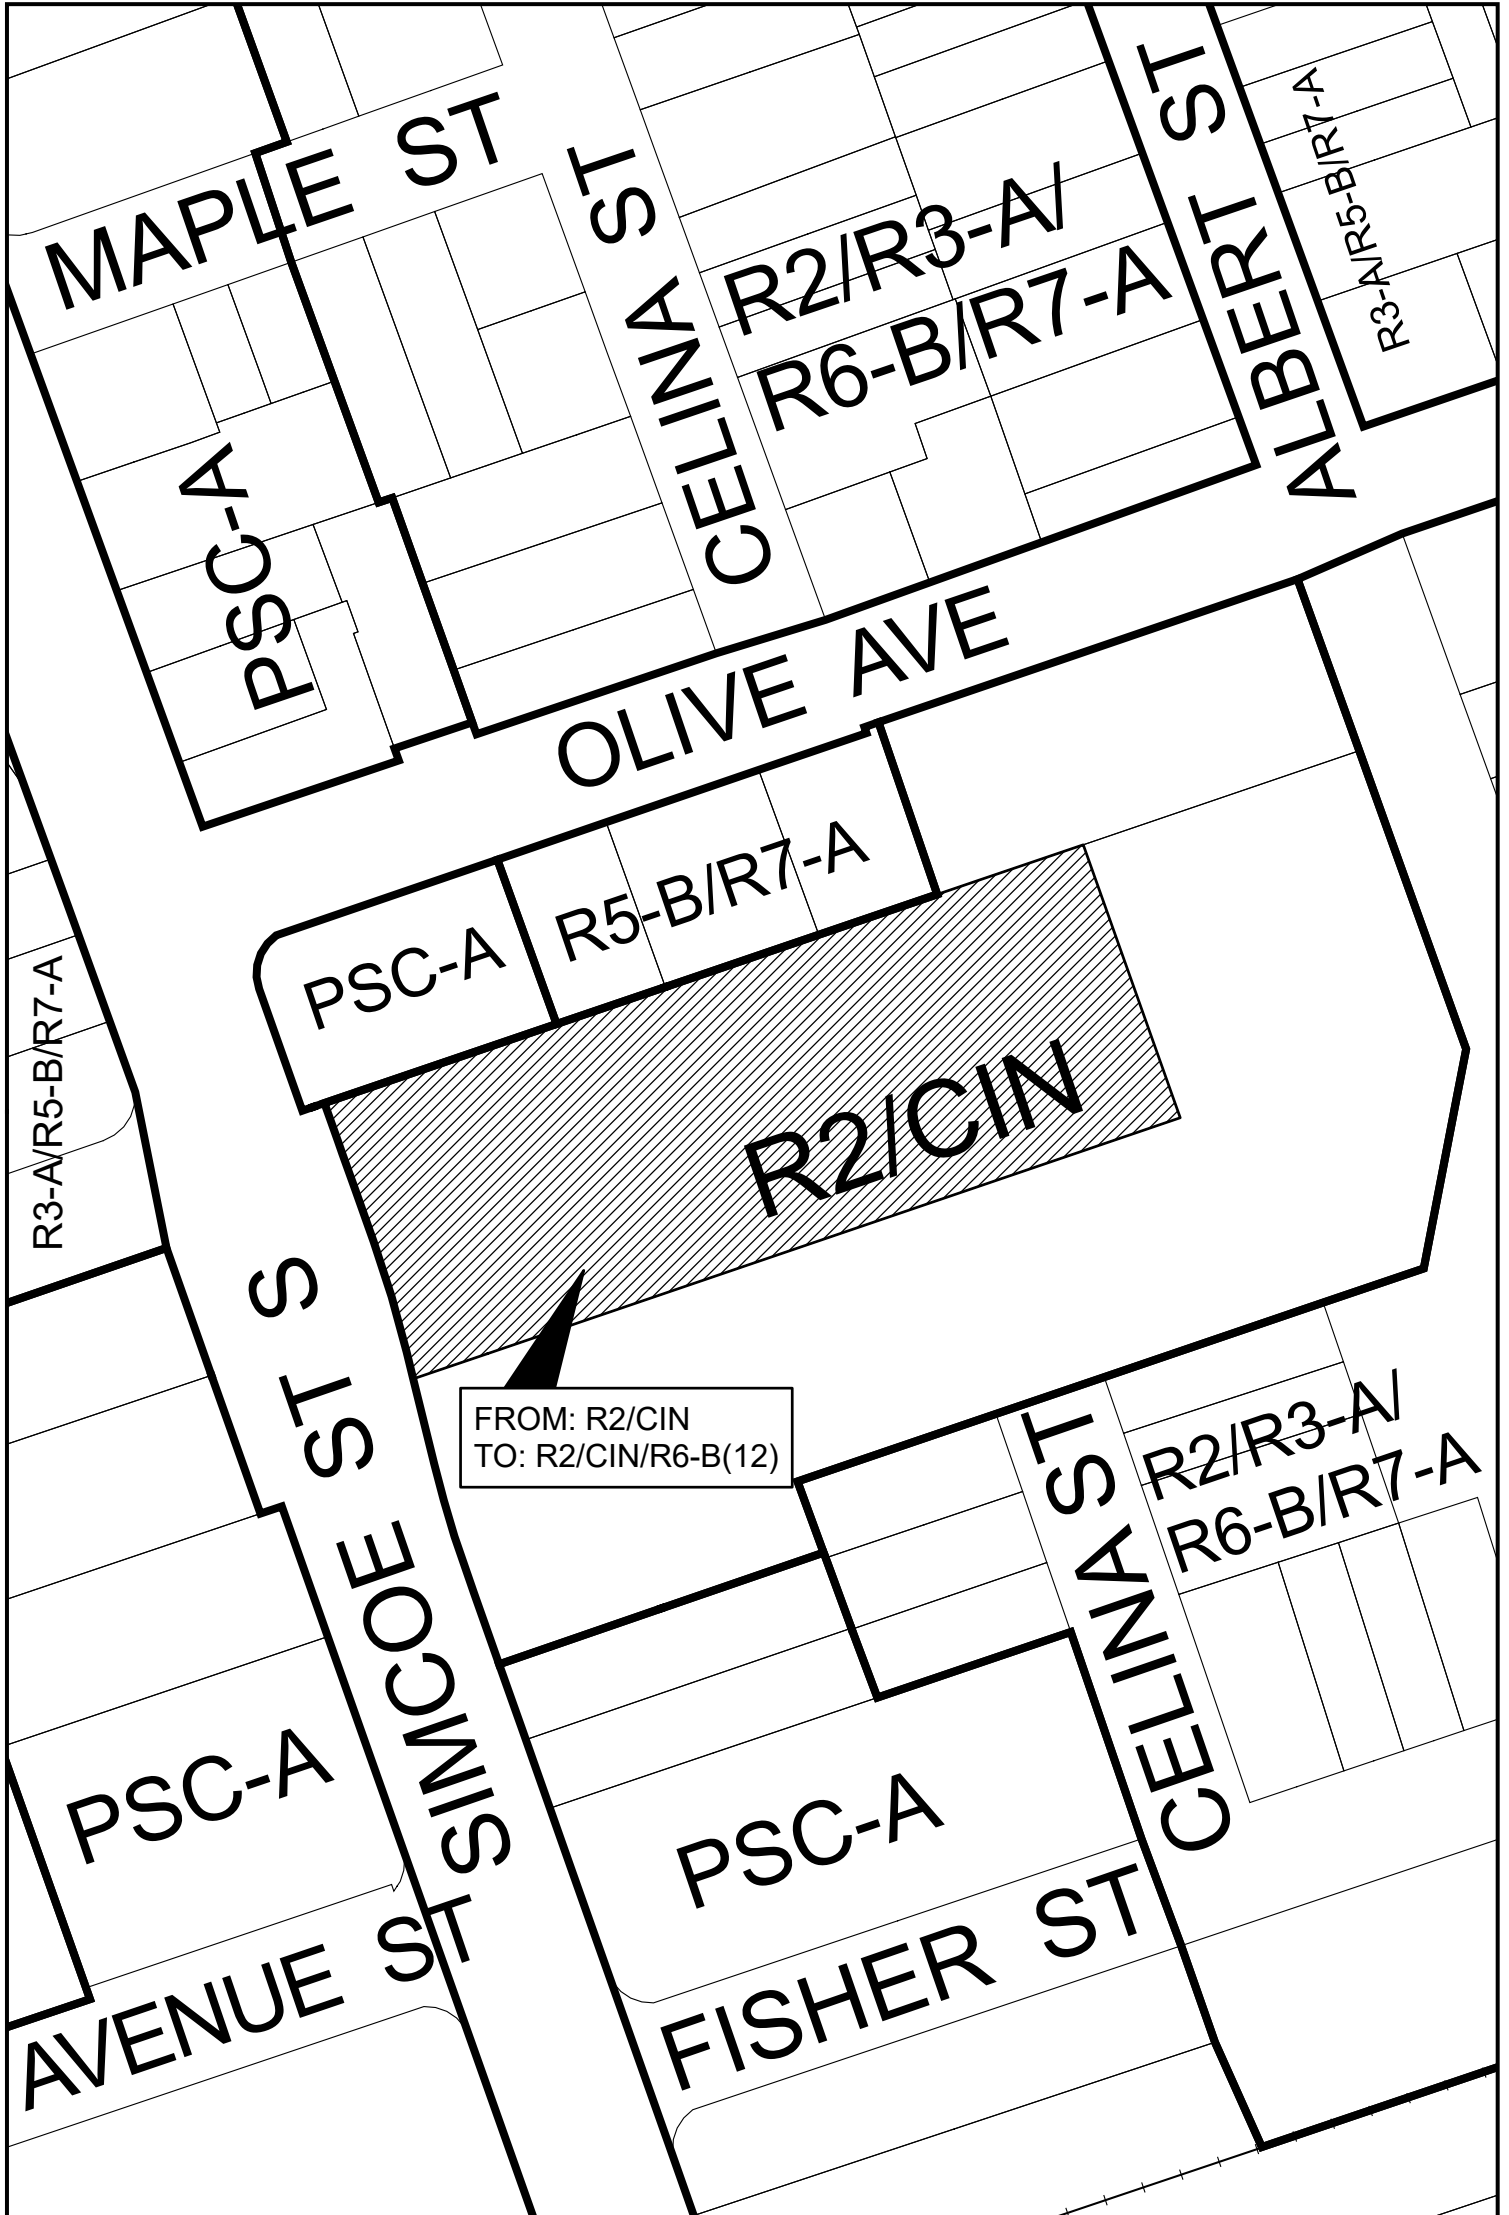 MAPLE ST
CELINA ST
ALBERT ST
R3-A/R5-B/R7-A
R2/R3-A/
R6-B/R7-A
PSC-A
OLIVE AVE
R5-B/R7-A
PSC-A
R3-A/R5-B/R7-A
R2/CIN
FROM: R2/CIN
TO: R2/CIN/R6-B(12)
SIMCOE ST S
CELINA ST
R2/R3-A/
R6-B/R7-A
PSC-A
PSC-A
AVENUE ST
FISHER ST